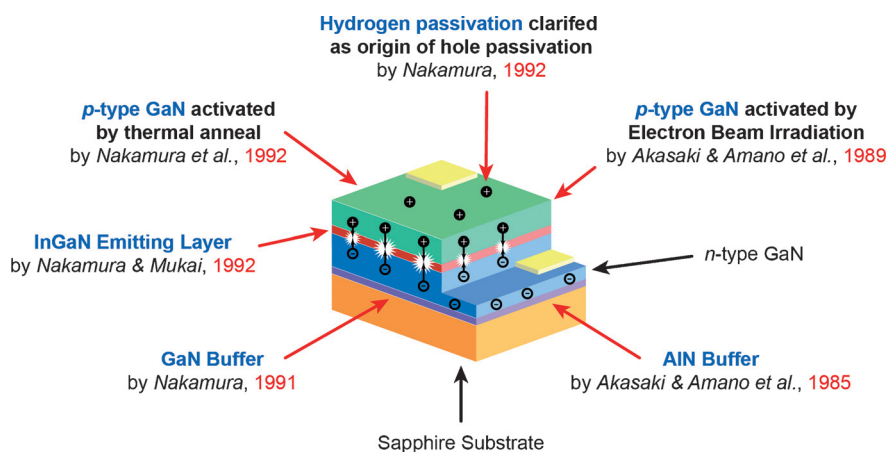 Hydrogen passivation clarifed
as origin of hole passivation
by Nakamura, 1992
p-type GaN activated
by thermal anneal
by Nakamura et al., 1992
p-type GaN activated by
Electron Beam Irradiation
by Akasaki & Amano et al., 1989
InGaN Emitting Layer
by Nakamura & Mukai, 1992
n-type GaN
GaN Buffer
by Nakamura, 1991
AlN Buffer
by Akasaki & Amano et al., 1985
Sapphire Substrate